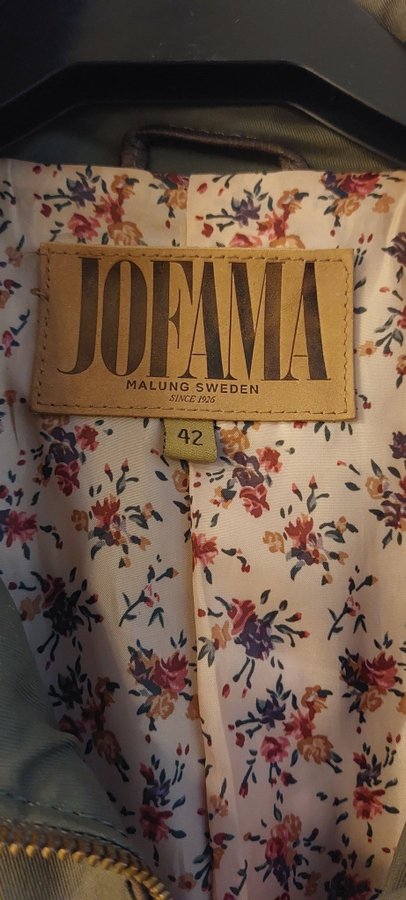 JOFAMA
MALUNG SWEDEN
SINCE 1926
42